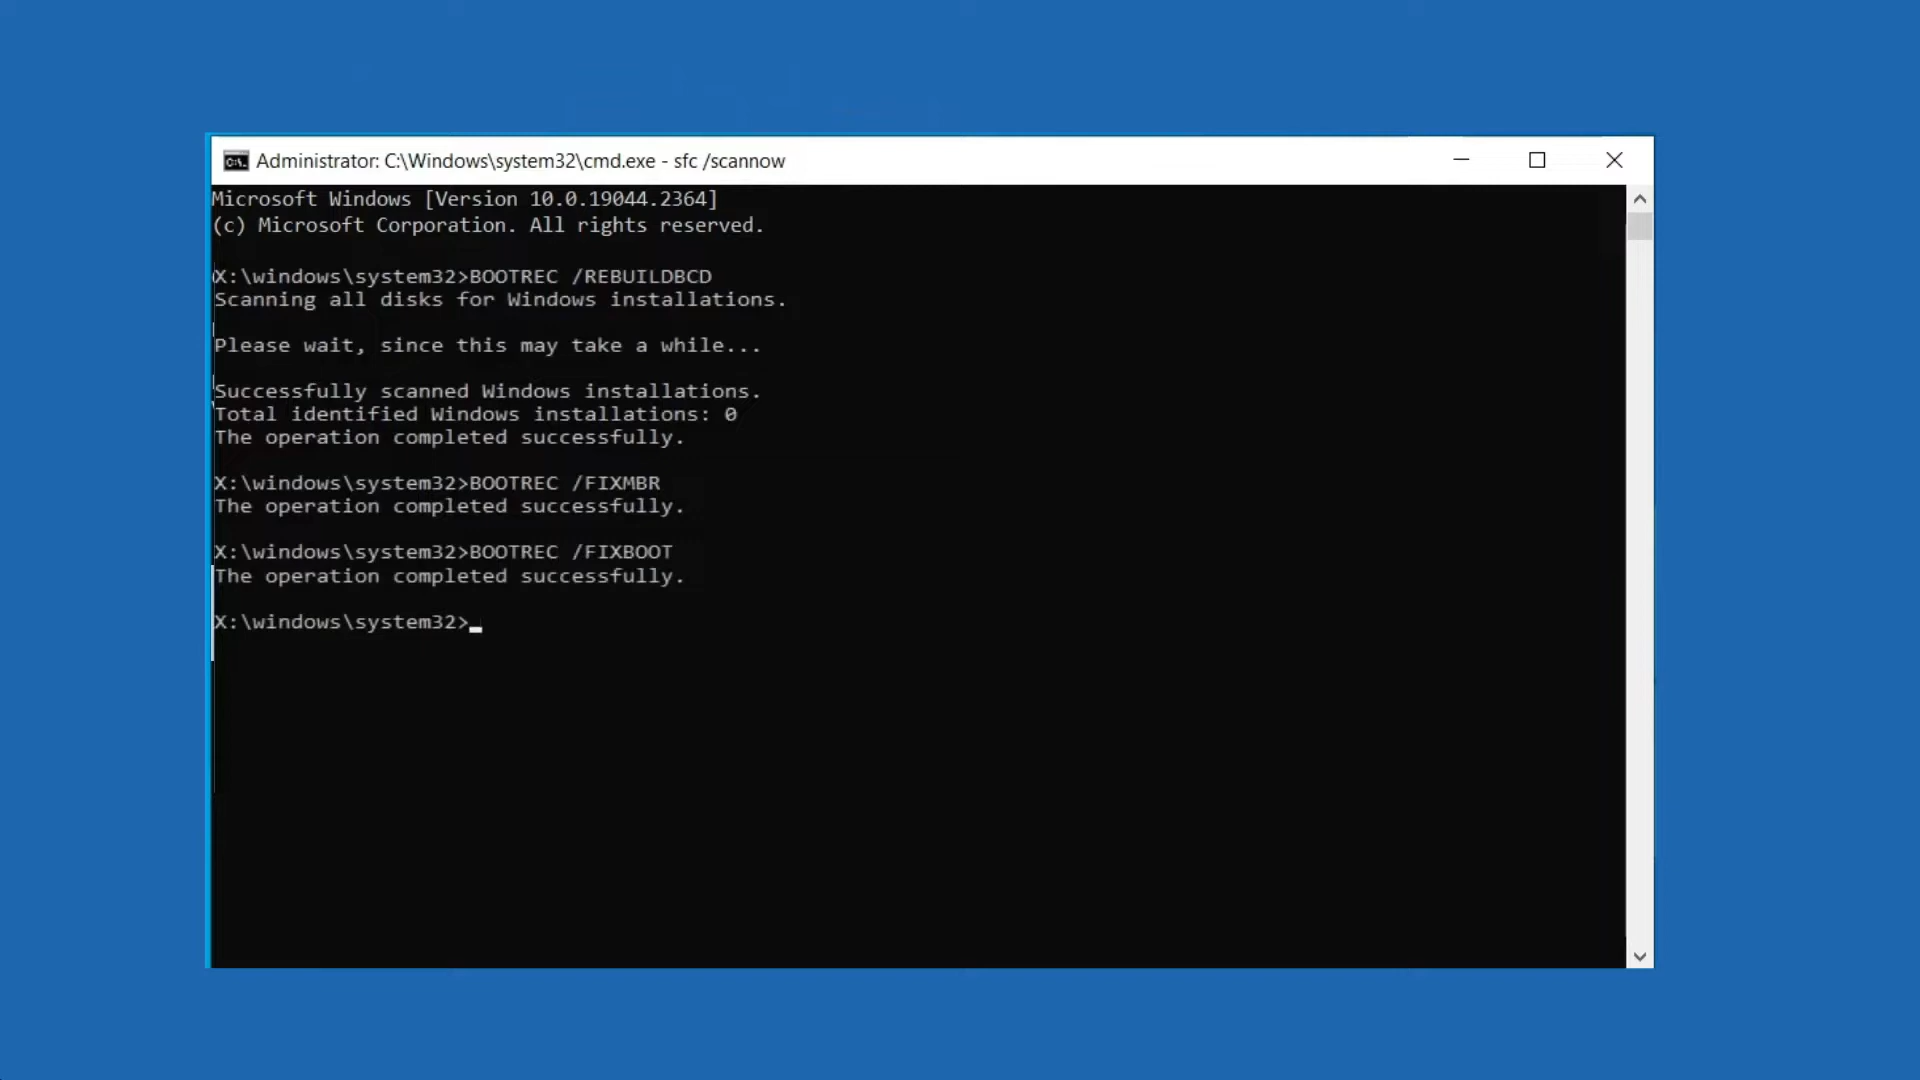 Administrator: C:\Windows\system32\cmd.exe - sfc /scannow
Microsoft Windows [Version 10.0.19044.2364]
(c) Microsoft Corporation. All rights reserved.
X:\windows\system32>BOOTREC /REBUILDBCD
Scanning all disks for Windows installations.
Please wait, since this may take a while...
Successfully scanned Windows installations.
Total identified Windows installations: 0
The operation completed successfully.
X:\windows\system32>BOOTREC /FIXMBR
The operation completed successfully.
X:\windows\system32>BOOTREC /FIXBOOT
The operation completed successfully.
X:\windows\system32>